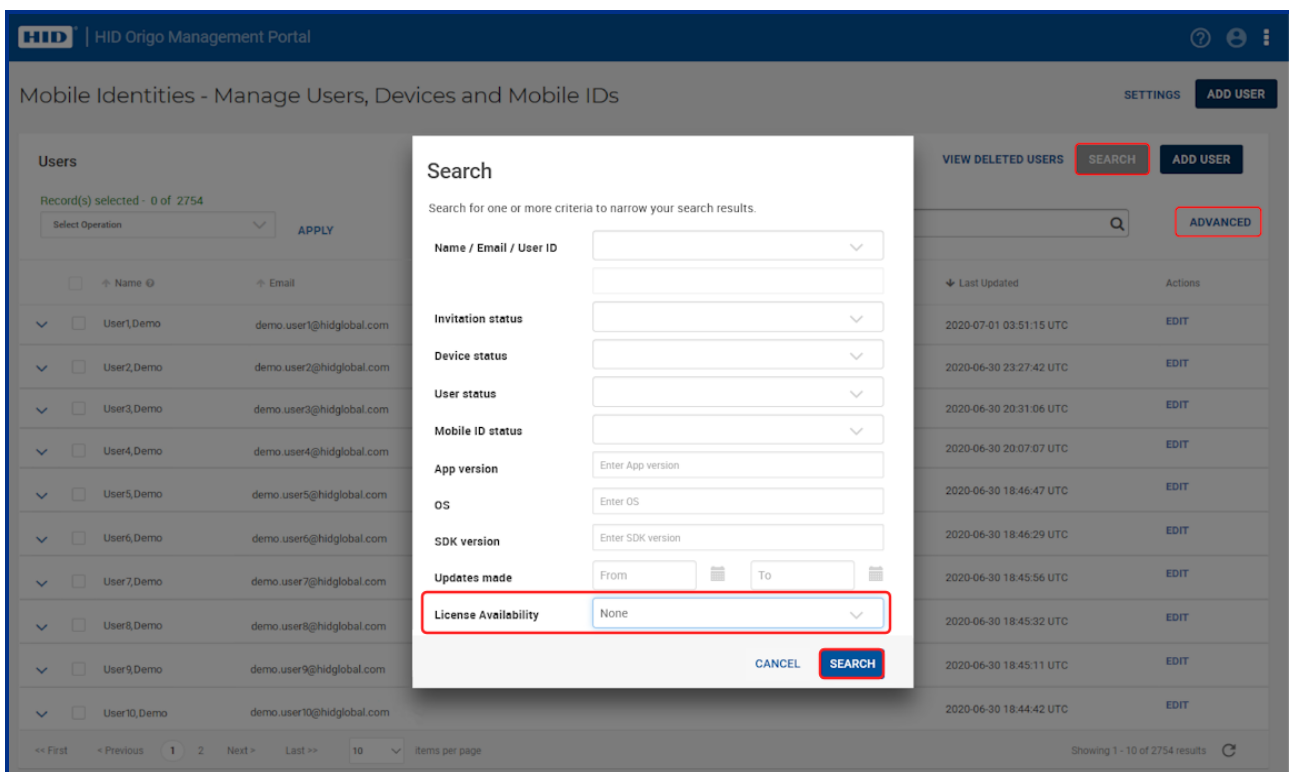 HID | HID Origo Management Portal
Mobile Identities - Manage Users, Devices and Mobile IDs
SETTINGS ADD USER
Users
VIEW DELETED USERS SEARCH ADD USER
Record(s) selected - 0 of 2754
Select Operation APPLY
ADVANCED
Name Email Last Updated Actions
User1,Demo demo.user1@hidglobal.com 2020-07-01 03:51:15 UTC EDIT
User2,Demo demo.user2@hidglobal.com 2020-06-30 23:27:42 UTC EDIT
User3,Demo demo.user3@hidglobal.com 2020-06-30 20:31:06 UTC EDIT
User4,Demo demo.user4@hidglobal.com 2020-06-30 20:07:07 UTC EDIT
User5,Demo demo.user5@hidglobal.com 2020-06-30 18:46:47 UTC EDIT
User6,Demo demo.user6@hidglobal.com 2020-06-30 18:46:29 UTC EDIT
User7,Demo demo.user7@hidglobal.com 2020-06-30 18:45:56 UTC EDIT
User8,Demo demo.user8@hidglobal.com 2020-06-30 18:45:32 UTC EDIT
User9,Demo demo.user9@hidglobal.com 2020-06-30 18:45:11 UTC EDIT
User10,Demo demo.user10@hidglobal.com 2020-06-30 18:44:42 UTC EDIT
<< First < Previous 1 2 Next > Last >> 10 items per page Showing 1 - 10 of 2754 results
Search
Search for one or more criteria to narrow your search results.
Name / Email / User ID
Invitation status
Device status
User status
Mobile ID status
App version Enter App version
OS Enter OS
SDK version Enter SDK version
Updates made From To
License Availability None
CANCEL SEARCH